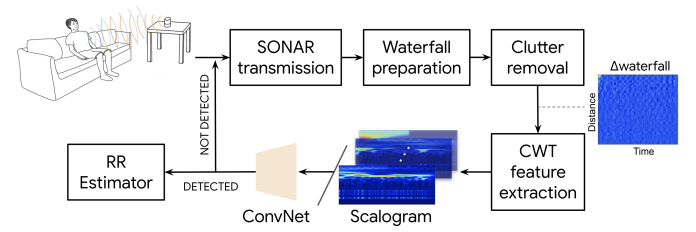 SONAR
transmission
Waterfall
preparation
Clutter
removal
Δwaterfall
Distance
Time
NOT DETECTED
RR
Estimator
DETECTED
ConvNet
Scalogram
CWT
feature
extraction